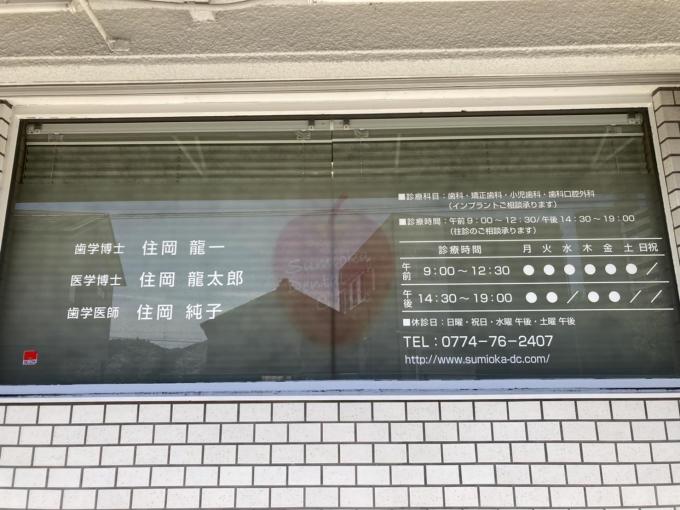 歯学博士 住岡 龍一
医学博士 住岡 龍太郎
歯学医師 住岡 純子
Sumioka
Dental
■診療科目：歯科・矯正歯科・小児歯科・歯科口腔外科
（インプラントご相談承ります）
■診療時間：午前 9：00～12：30/午後 14：30～19：00
（往診のご相談承ります）
診療時間 月 火 水 木 金 土 日祝
午前 9:00～12:30 ● ● ● ● ● ● ／
午後 14:30～19:00 ● ● ／ ● ● ／ ／
■休診日：日曜・祝日・水曜 午後・土曜 午後
TEL：0774-76-2407
http://www.sumioka-dc.com/